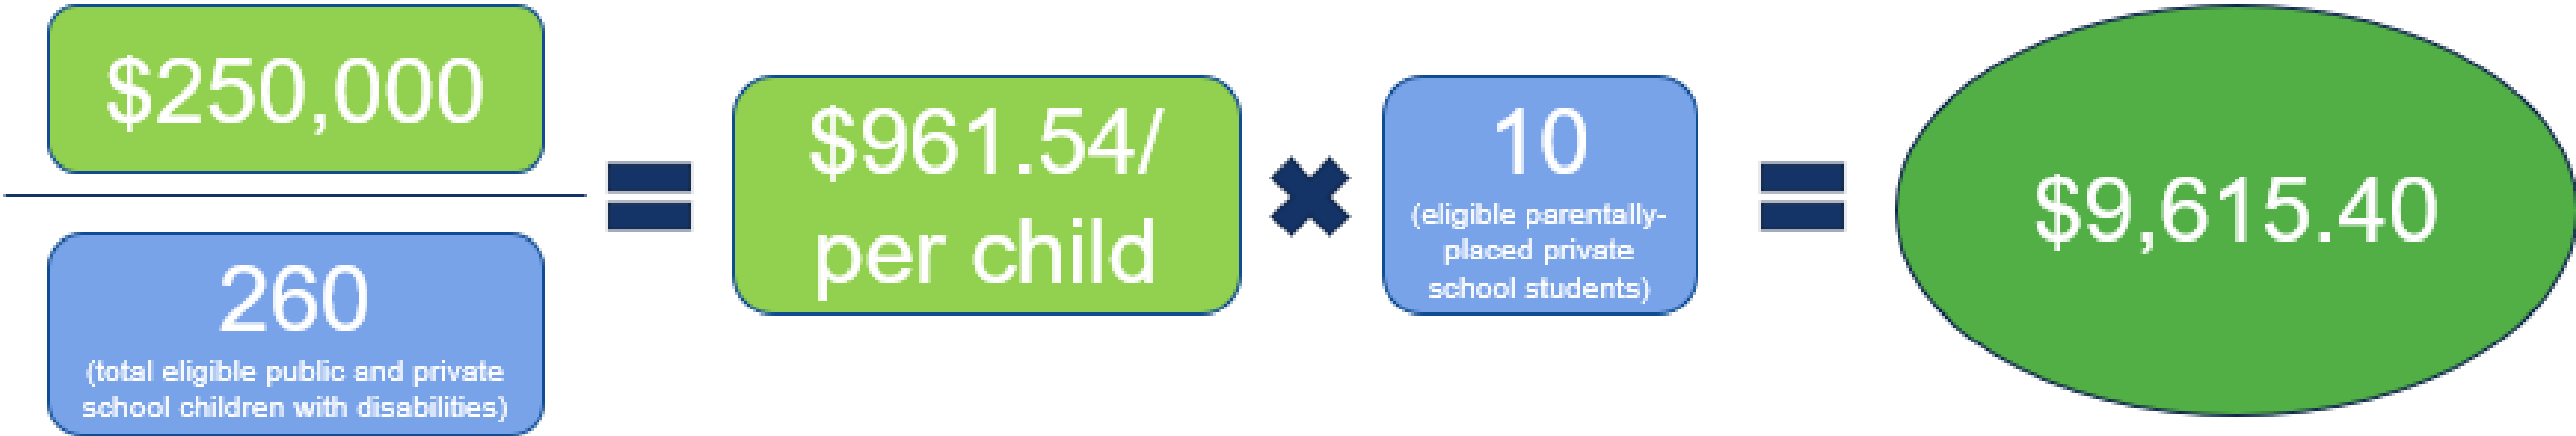 $250,000
260
(total eligible public and private
school children with disabilities)
=
$961.54/
per child
×
10
(eligible parentally-
placed private
school students)
=
$9,615.40